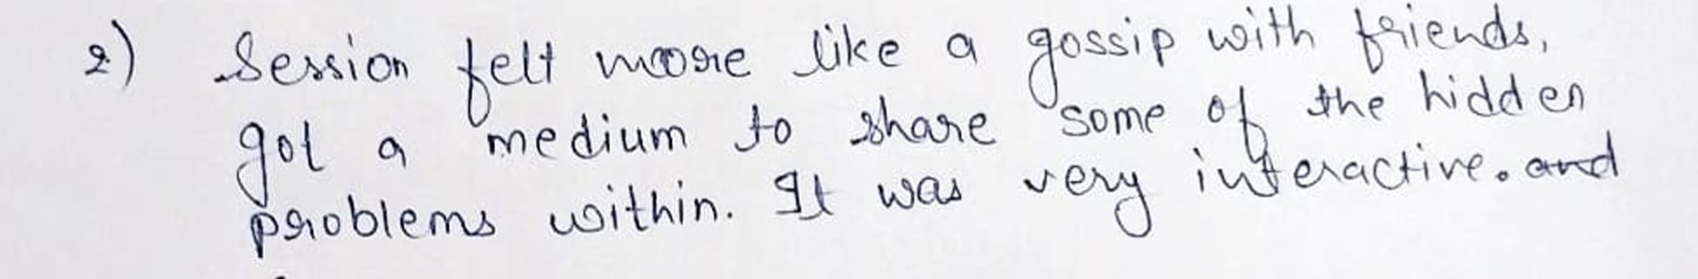 2) Session felt more like a gossip with friends,
got a medium to share some of the hidden
problems within. It was very interactive. and